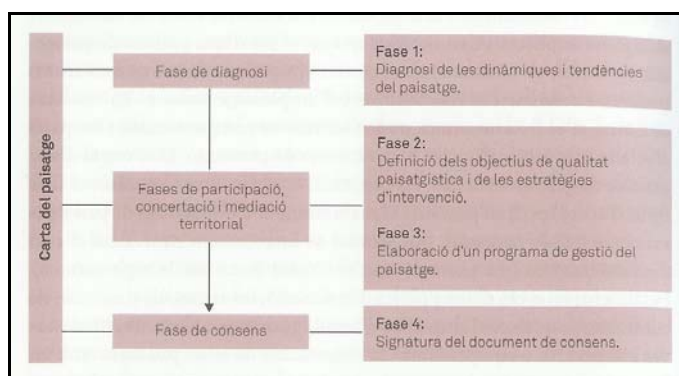 Carta del paisatge
Fase de diagnosi
Fase 1:
Diagnosi de les dinàmiques i tendències
del paisatge.
Fases de participació,
concertació i mediació
territorial
Fase 2:
Definició dels objectius de qualitat
paisatgística i de les estratègies
d'intervenció.
Fase 3:
Elaboració d'un programa de gestió del
paisatge.
Fase de consens
Fase 4:
Signatura del document de consens.